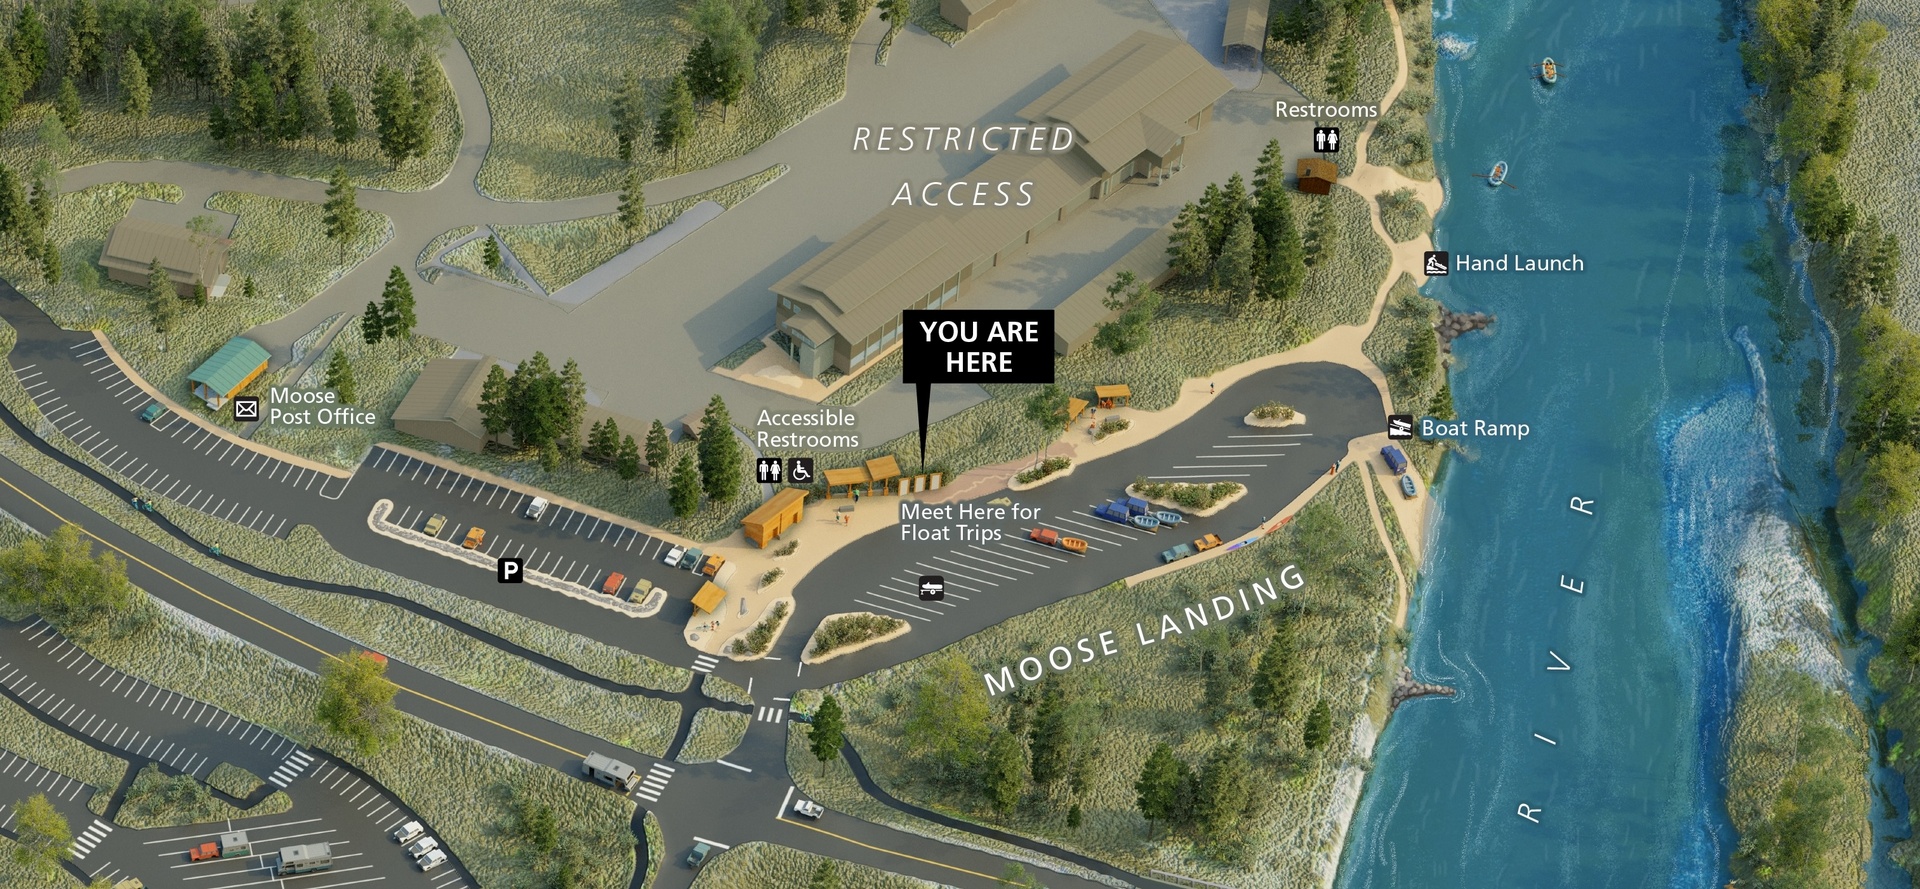 RESTRICTED
ACCESS
Restrooms
Hand Launch
YOU ARE
HERE
Moose
Post Office
Accessible
Restrooms
Boat Ramp
Meet Here for
Float Trips
P
MOOSE LANDING
RIVER